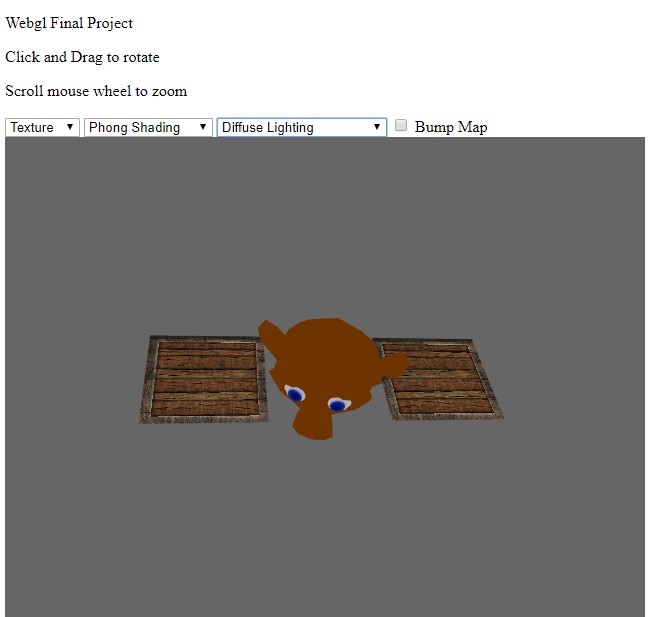 Webgl Final Project
Click and Drag to rotate
Scroll mouse wheel to zoom
Texture Phong Shading Diffuse Lighting Bump Map